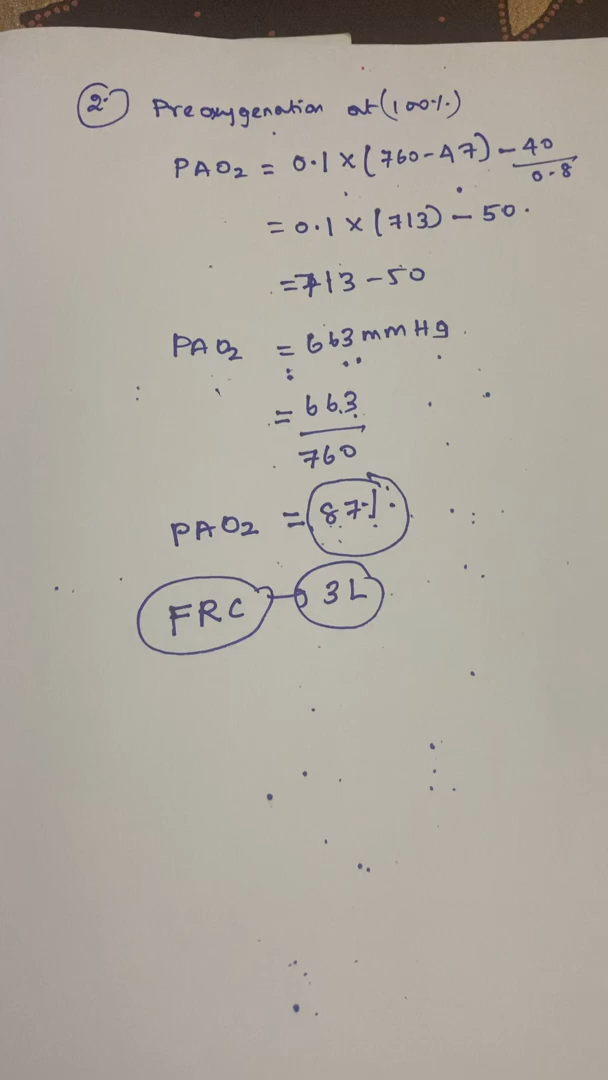 2. Preoxygenation at (100%)
PAO2 = 0.1 × (760-47) - 40/0.8
= 0.1 × (713) - 50.
= 713 - 50
PAO2 = 663 mmHg.
= 663/760
PAO2 = 87%
FRC → 3L